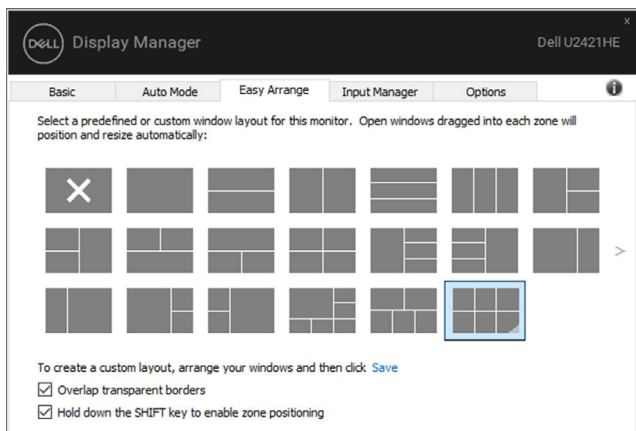 x
DELL Display Manager
Dell U2421HE
Basic Auto Mode Easy Arrange Input Manager Options
Select a predefined or custom window layout for this monitor. Open windows dragged into each zone will
position and resize automatically:
To create a custom layout, arrange your windows and then click Save
Overlap transparent borders
Hold down the SHIFT key to enable zone positioning